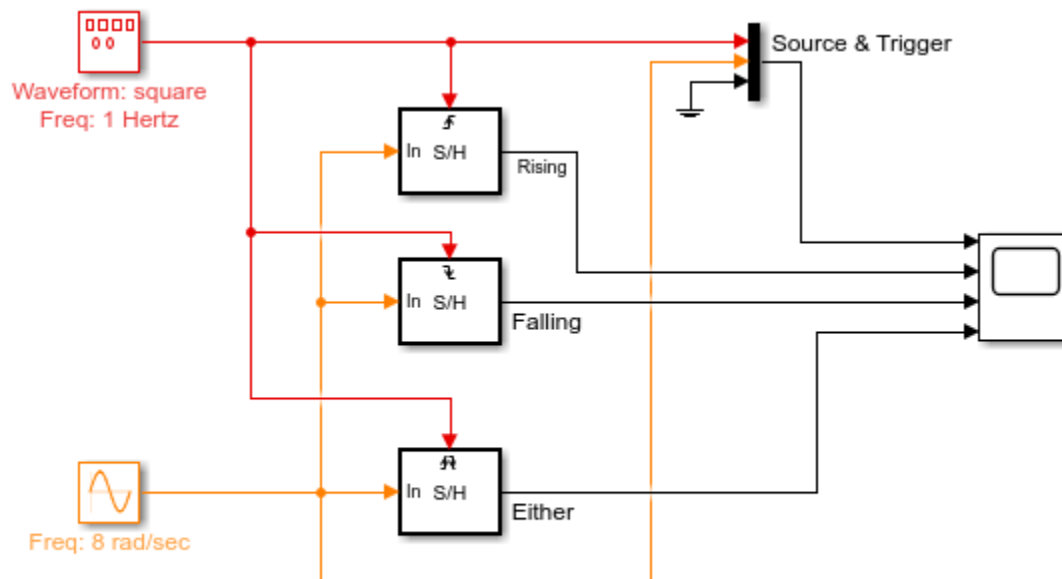 Source & Trigger
Waveform: square
Freq: 1 Hertz
In S/H
Rising
In S/H
Falling
In S/H
Either
Freq: 8 rad/sec